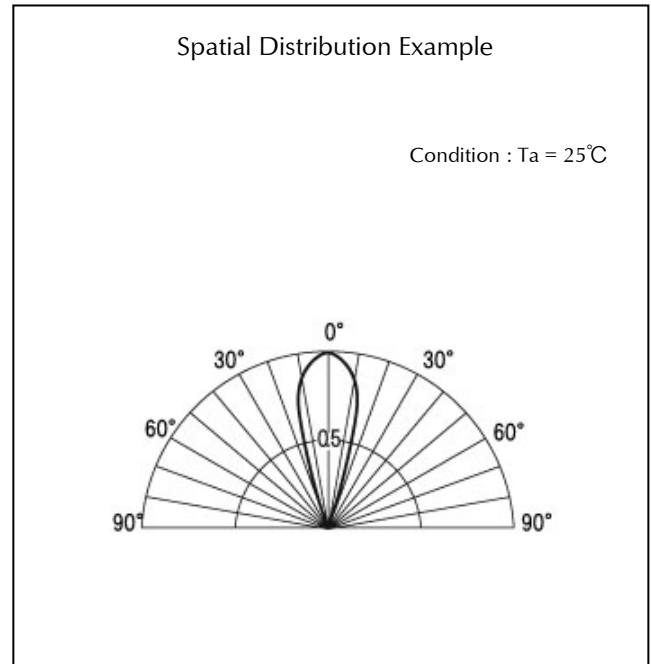 Spatial Distribution Example
Condition : Ta = 25℃
0°
30° 30°
0.5
60° 60°
90° 90°